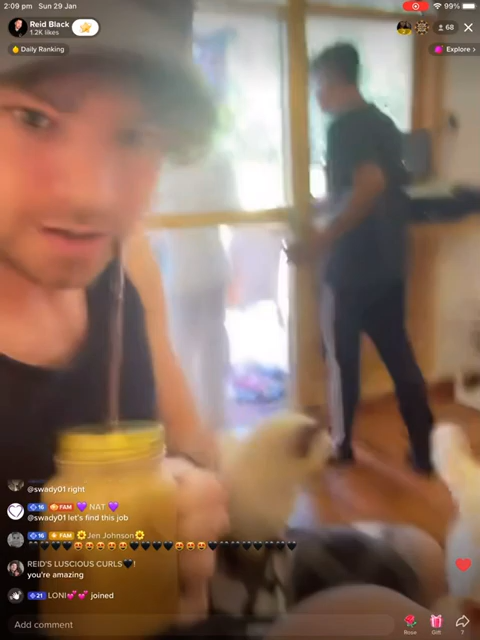 2:09 pm Sun 29 Jan
99%
Reid Black
1.2K likes
68
Daily Ranking
Explore >
@swady01 right
16 FAM 💜 NAT 💜
@swady01 let's find this job
16 FAM 🌻Jen Johnson🌻
REID'S LUSCIOUS CURLS🖤!
you're amazing
21 LONI💕💕 joined
Add comment
Rose
Gift
7